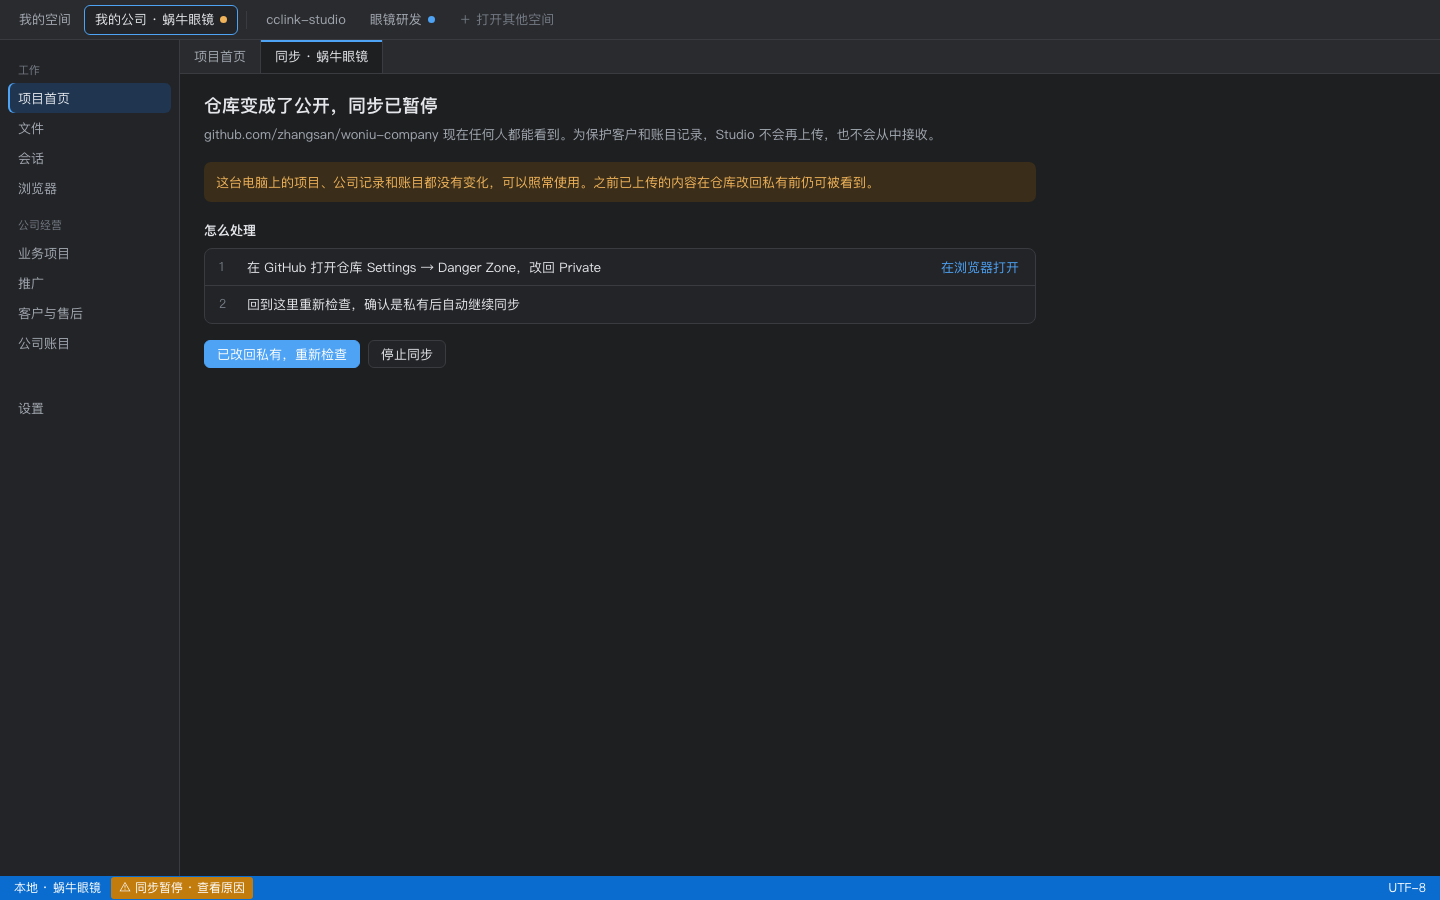 我的空间 我的公司 · 蜗牛眼镜 cclink-studio 眼镜研发 + 打开其他空间
项目首页 同步 · 蜗牛眼镜
工作
项目首页
文件
会话
浏览器
公司经营
业务项目
推广
客户与售后
公司账目
设置
仓库变成了公开，同步已暂停
github.com/zhangsan/woniu-company 现在任何人都能看到。为保护客户和账目记录，Studio 不会再上传，也不会从中接收。
这台电脑上的项目、公司记录和账目都没有变化，可以照常使用。之前已上传的内容在仓库改回私有前仍可被看到。
怎么处理
1 在 GitHub 打开仓库 Settings → Danger Zone，改回 Private 在浏览器打开
2 回到这里重新检查，确认是私有后自动继续同步
已改回私有，重新检查 停止同步
本地 · 蜗牛眼镜 ⚠ 同步暂停 · 查看原因 UTF-8